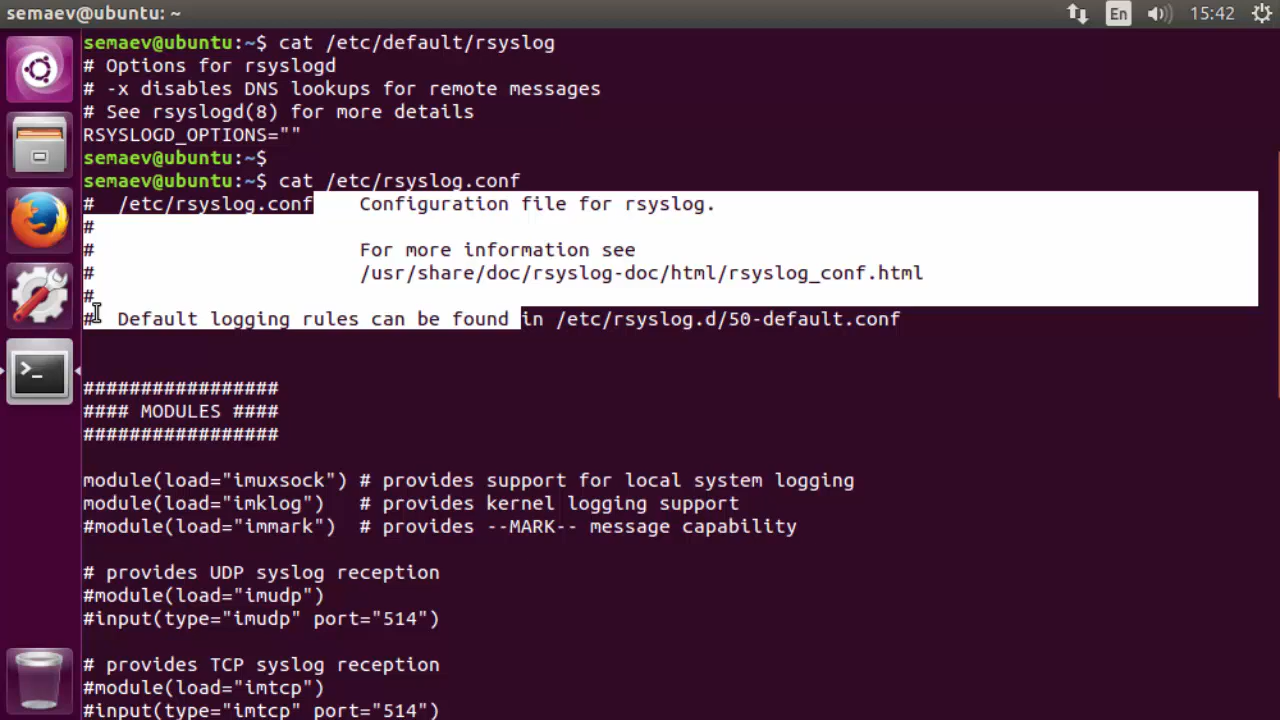 semaev@ubuntu: ~
En
15:42
semaev@ubuntu:~$ cat /etc/default/rsyslog
# Options for rsyslogd
# -x disables DNS lookups for remote messages
# See rsyslogd(8) for more details
RSYSLOGD_OPTIONS=""
semaev@ubuntu:~$
semaev@ubuntu:~$ cat /etc/rsyslog.conf
#  /etc/rsyslog.conf    Configuration file for rsyslog.
#
#                       For more information see
#                       /usr/share/doc/rsyslog-doc/html/rsyslog_conf.html
#
#  Default logging rules can be found in /etc/rsyslog.d/50-default.conf
#################
#### MODULES ####
#################
module(load="imuxsock") # provides support for local system logging
module(load="imklog")   # provides kernel logging support
#module(load="immark")  # provides --MARK-- message capability
# provides UDP syslog reception
#module(load="imudp")
#input(type="imudp" port="514")
# provides TCP syslog reception
#module(load="imtcp")
#input(type="imtcp" port="514")